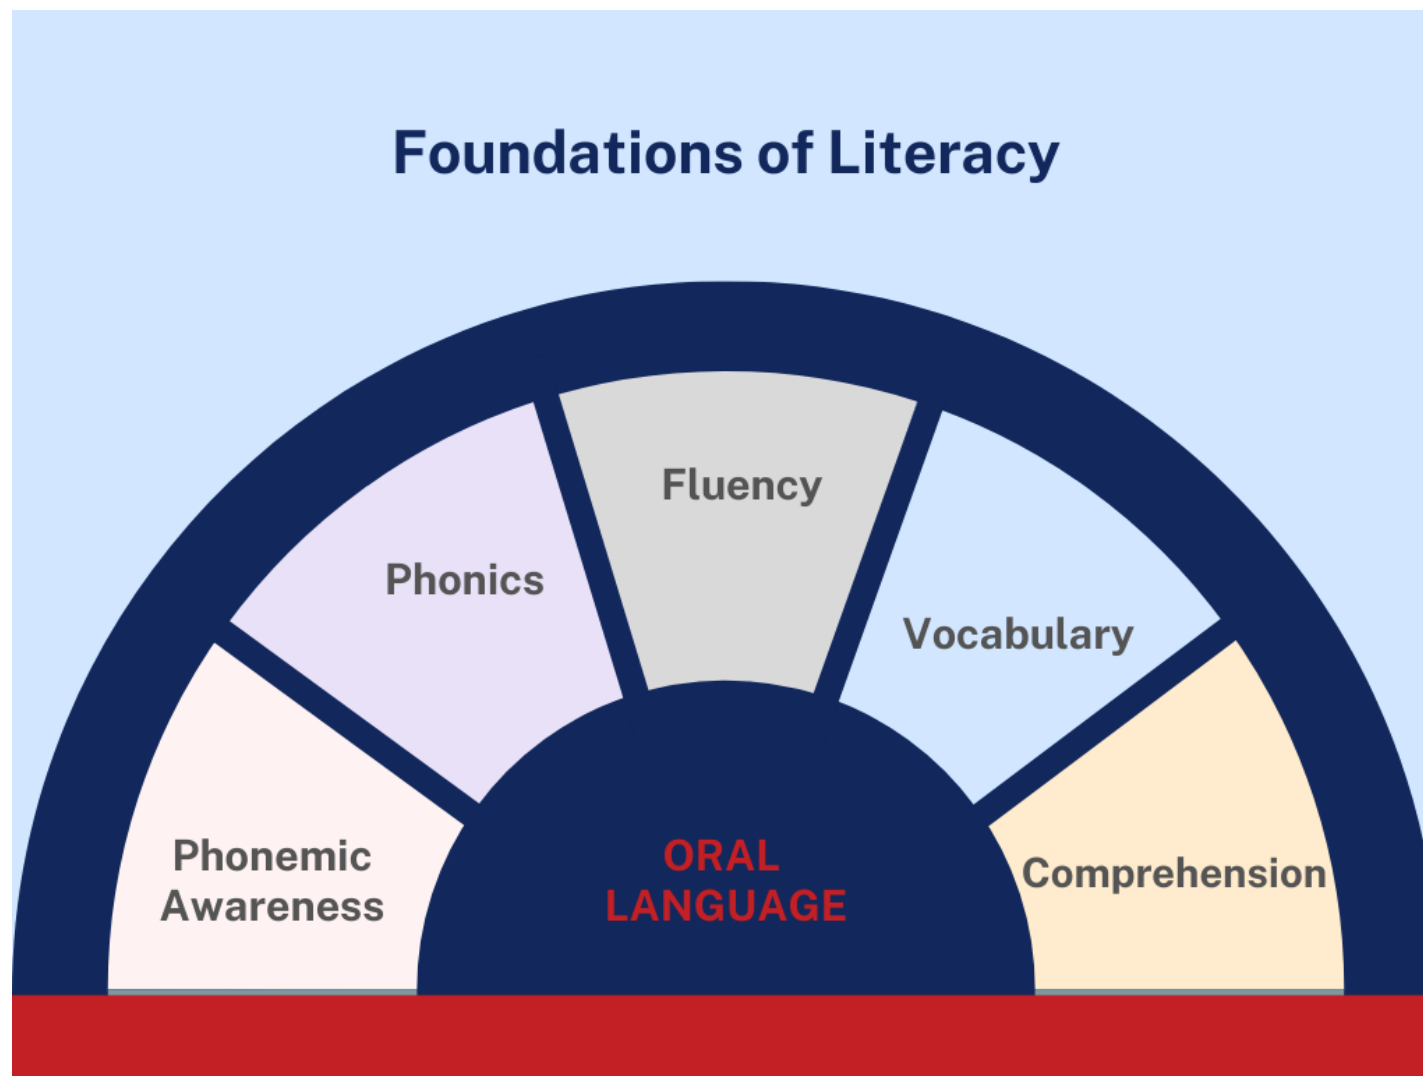 Foundations of Literacy
Fluency
Phonics
Vocabulary
Phonemic
Awareness
ORAL
LANGUAGE
Comprehension